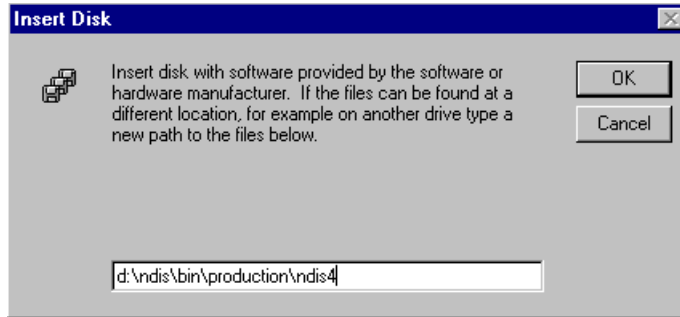 Insert Disk
Insert disk with software provided by the software or
hardware manufacturer.  If the files can be found at a
different location, for example on another drive type a
new path to the files below.
OK
Cancel
d:\ndis\bin\production\ndis4